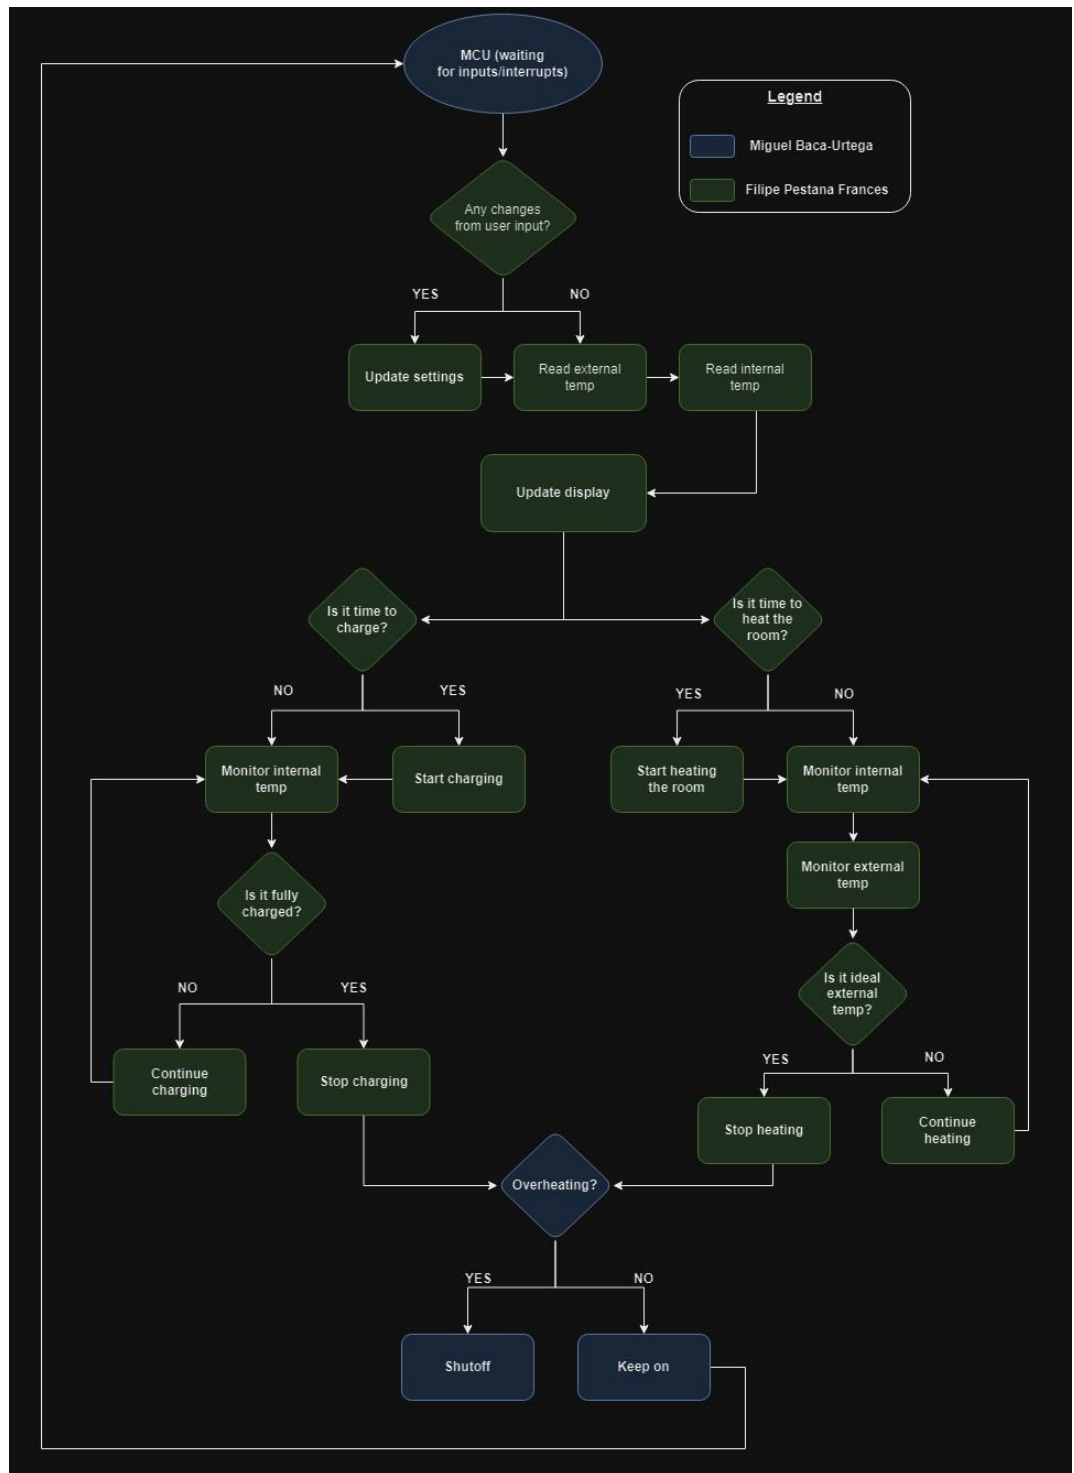 MCU (waiting
for inputs/interrupts)
Legend
Miguel Baca-Urtega
Filipe Pestana Frances
Any changes
from user input?
YES
NO
Update settings
Read external
temp
Read internal
temp
Update display
Is it time to
charge?
Is it time to
heat the
room?
NO
YES
YES
NO
Monitor internal
temp
Start charging
Start heating
the room
Monitor internal
temp
Monitor external
temp
Is it fully
charged?
Is it ideal
external
temp?
NO
YES
YES
NO
Continue
charging
Stop charging
Stop heating
Continue
heating
Overheating?
YES
NO
Shutoff
Keep on